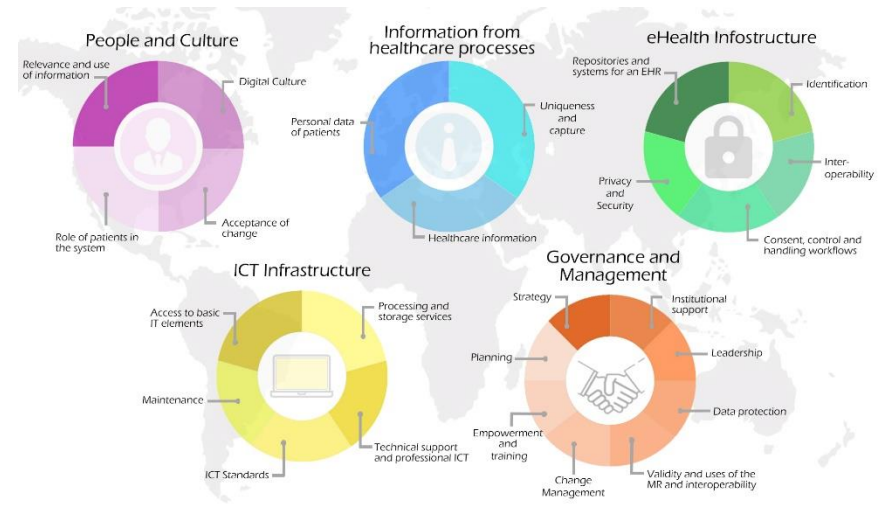 People and Culture
Relevance and use
of information
Digital Culture
Role of patients in
the system
Acceptance of
change
Information from
healthcare processes
Personal data
of patients
Uniqueness
and
capture
Healthcare information
eHealth Infostructure
Repositories and
systems for an EHR
Identification
Inter-
operability
Privacy
and
Security
Consent, control and
handling workflows
ICT Infrastructure
Access to basic
IT elements
Processing and
storage services
Maintenance
ICT Standards
Technical support
and professional ICT
Governance and
Management
Strategy
Institutional
support
Planning
Leadership
Data protection
Empowerment
and
training
Change
Management
Validity and uses of the
MR and interoperability